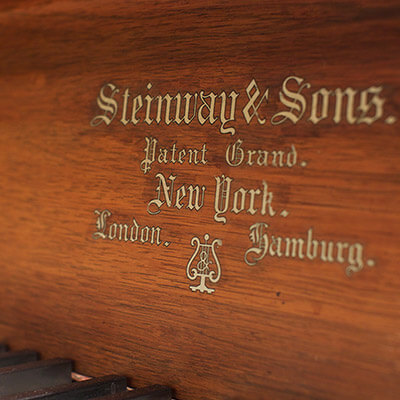 Steinway & Sons.
Patent Grand.
New York.
London. Hamburg.